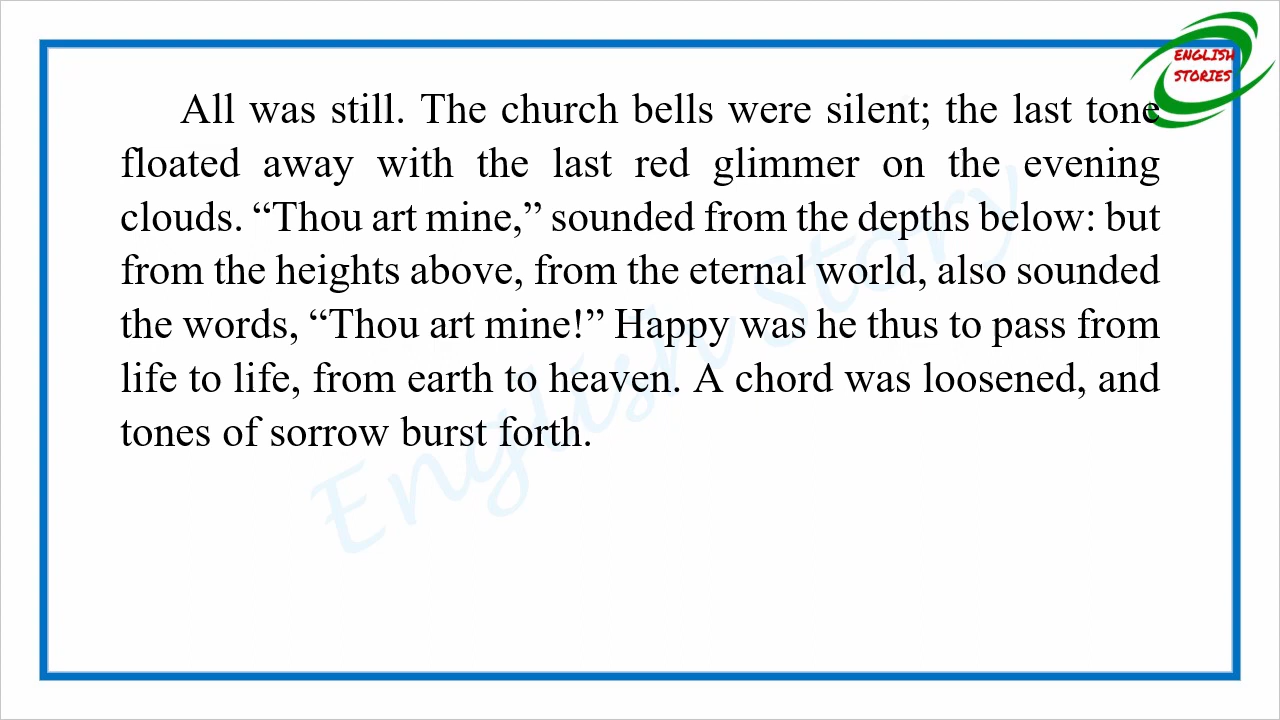 ENGLISH
STORIES
All was still. The church bells were silent; the last tone
floated away with the last red glimmer on the evening
clouds. “Thou art mine,” sounded from the depths below: but
from the heights above, from the eternal world, also sounded
the words, “Thou art mine!” Happy was he thus to pass from
life to life, from earth to heaven. A chord was loosened, and
tones of sorrow burst forth.
English Story